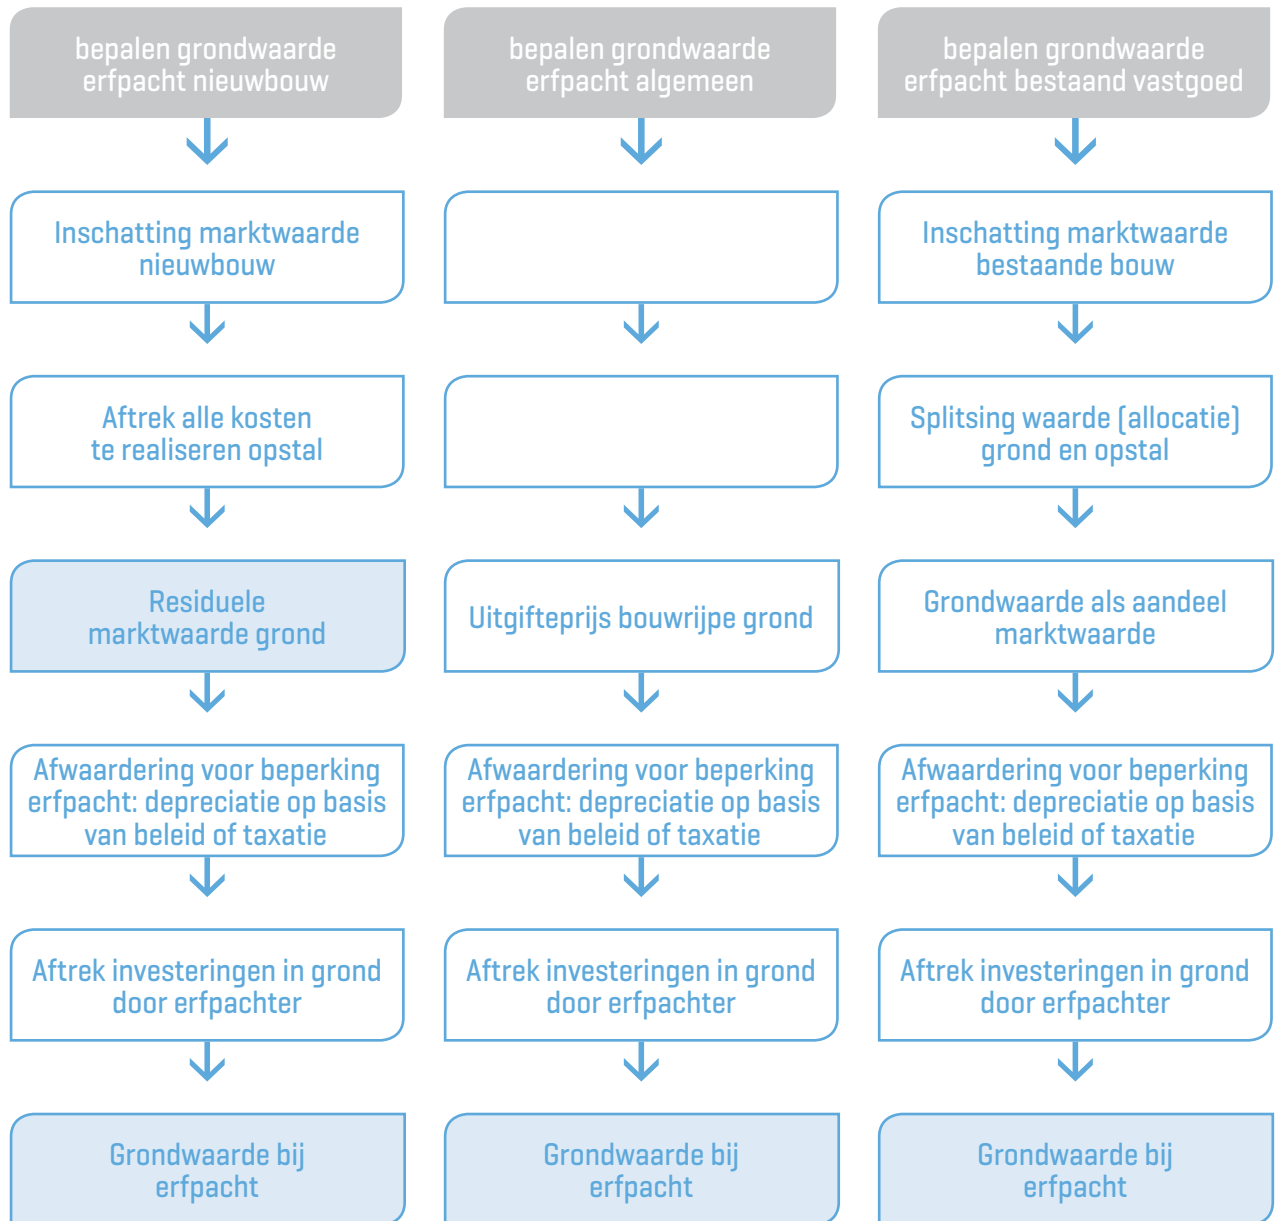 bepalen grondwaarde
erfpacht nieuwbouw
Inschatting marktwaarde
nieuwbouw
Aftrek alle kosten
te realiseren opstal
Residuele
marktwaarde grond
Afwaardering voor beperking
erfpacht: depreciatie op basis
van beleid of taxatie
Aftrek investeringen in grond
door erfpachter
Grondwaarde bij
erfpacht
bepalen grondwaarde
erfpacht algemeen
Uitgifteprijs bouwrijpe grond
Afwaardering voor beperking
erfpacht: depreciatie op basis
van beleid of taxatie
Aftrek investeringen in grond
door erfpachter
Grondwaarde bij
erfpacht
bepalen grondwaarde
erfpacht bestaand vastgoed
Inschatting marktwaarde
bestaande bouw
Splitsing waarde (allocatie)
grond en opstal
Grondwaarde als aandeel
marktwaarde
Afwaardering voor beperking
erfpacht: depreciatie op basis
van beleid of taxatie
Aftrek investeringen in grond
door erfpachter
Grondwaarde bij
erfpacht